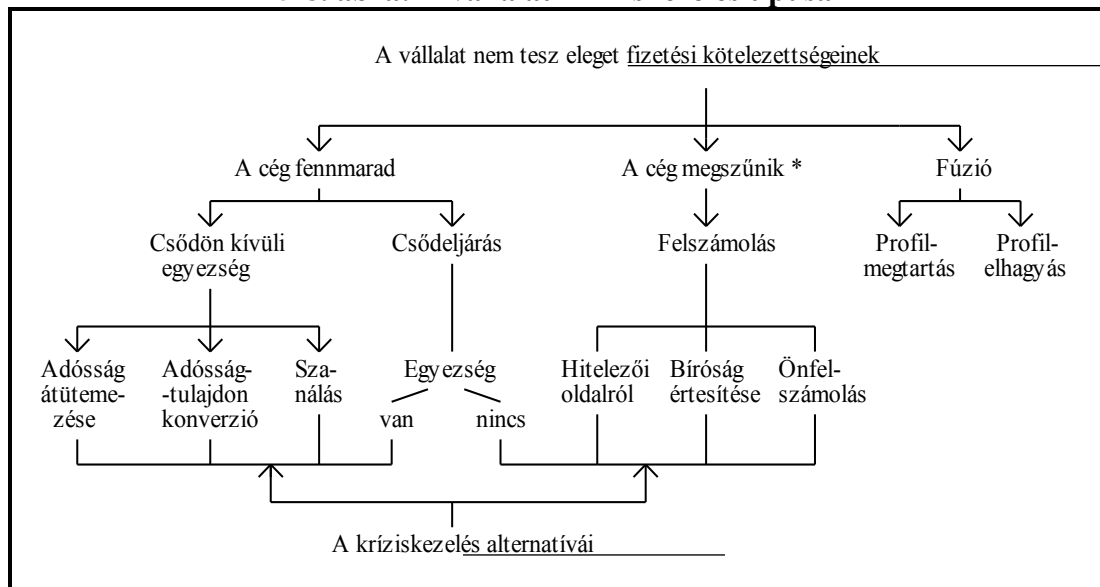 A vállalat nem tesz eleget fizetési kötelezettségeinek
A cég fennmarad
A cég megszűnik *
Fúzió
Csődön kívüli
egyezség
Csődeljárás
Felszámolás
Profil-
megtartás
Profil-
elhagyás
Adósság
átüteme-
zése
Adósság-
-tulajdon
konverzió
Sza-
nálás
Egyezség
van
nincs
Hitelezői
oldalról
Bíróság
értesítése
Önfel-
számolás
A kríziskezelés alternatívái